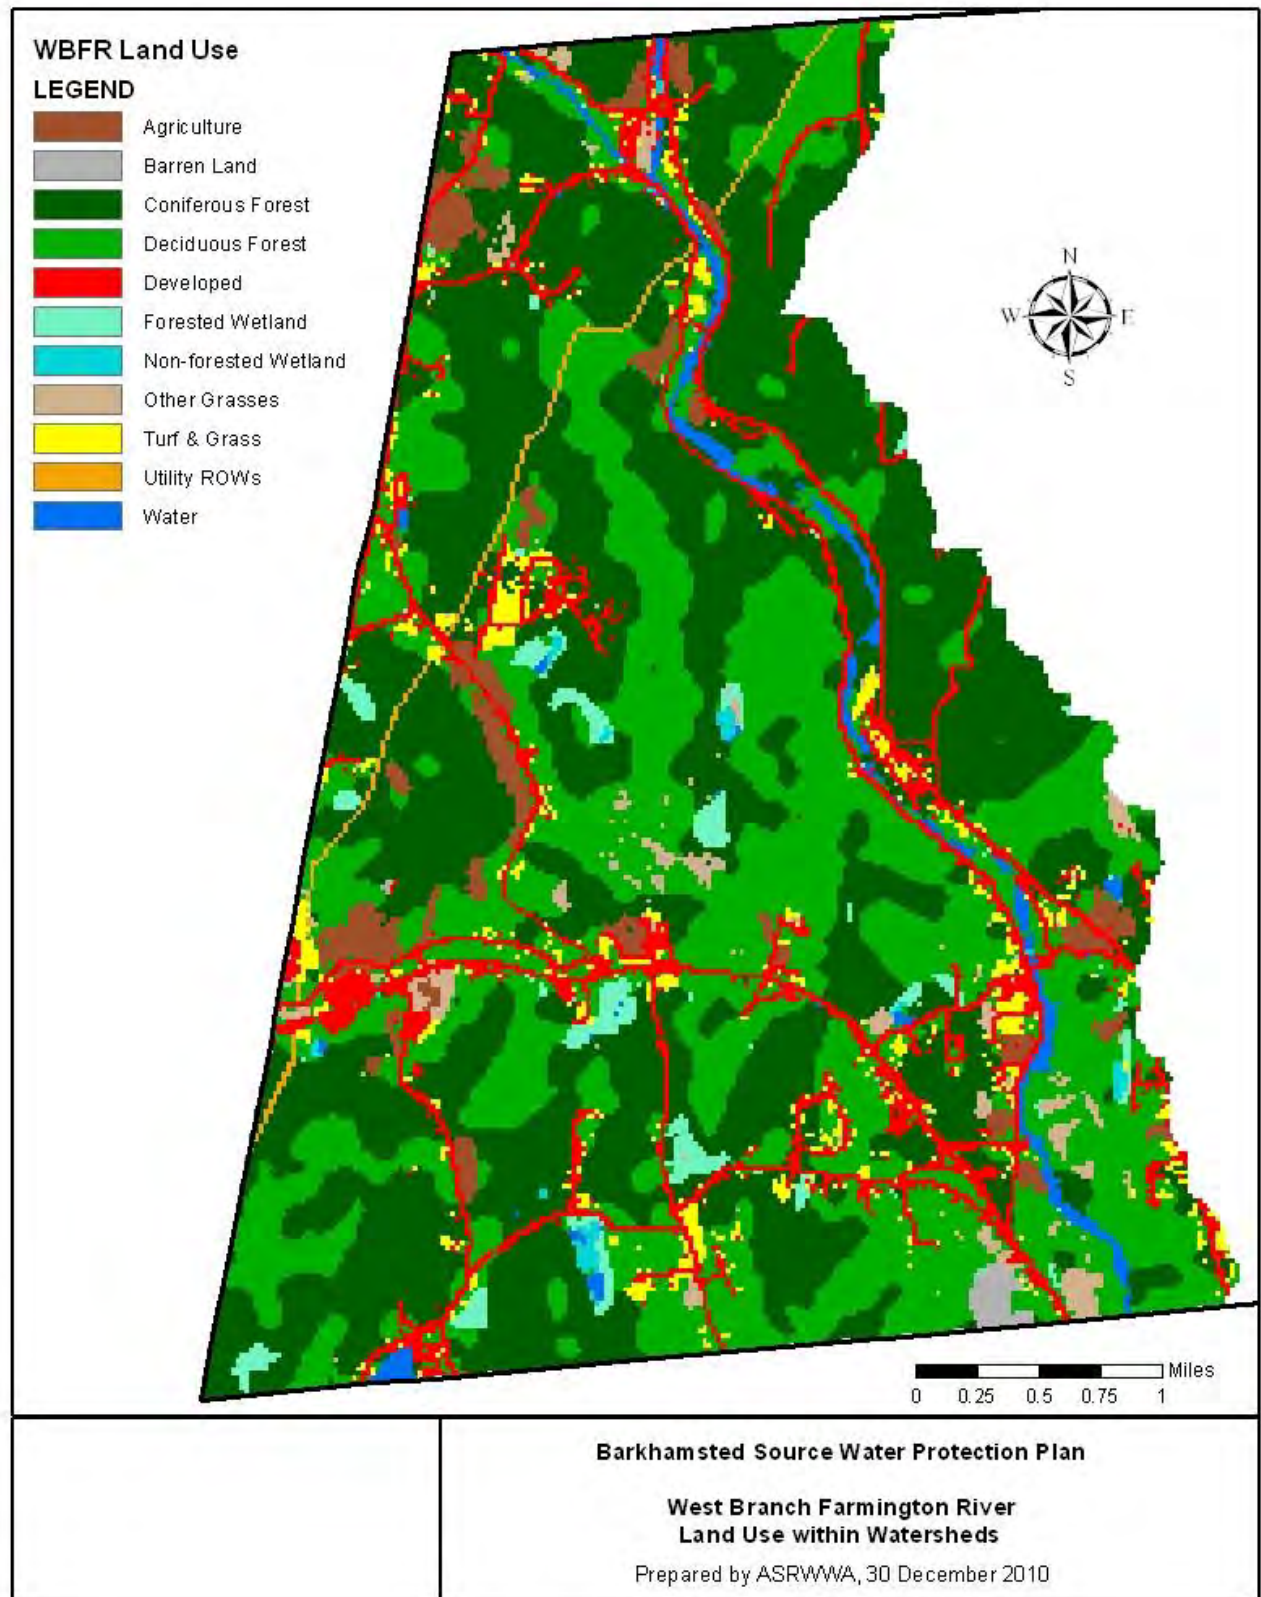 WBFR Land Use
LEGEND
Agriculture
Barren Land
Coniferous Forest
Deciduous Forest
Developed
Forested Wetland
Non-forested Wetland
Other Grasses
Turf & Grass
Utility ROWs
Water
N
W E
S
Miles
0 0.25 0.5 0.75 1
Barkhamsted Source Water Protection Plan
West Branch Farmington River
Land Use within Watersheds
Prepared by ASRWWA, 30 December 2010